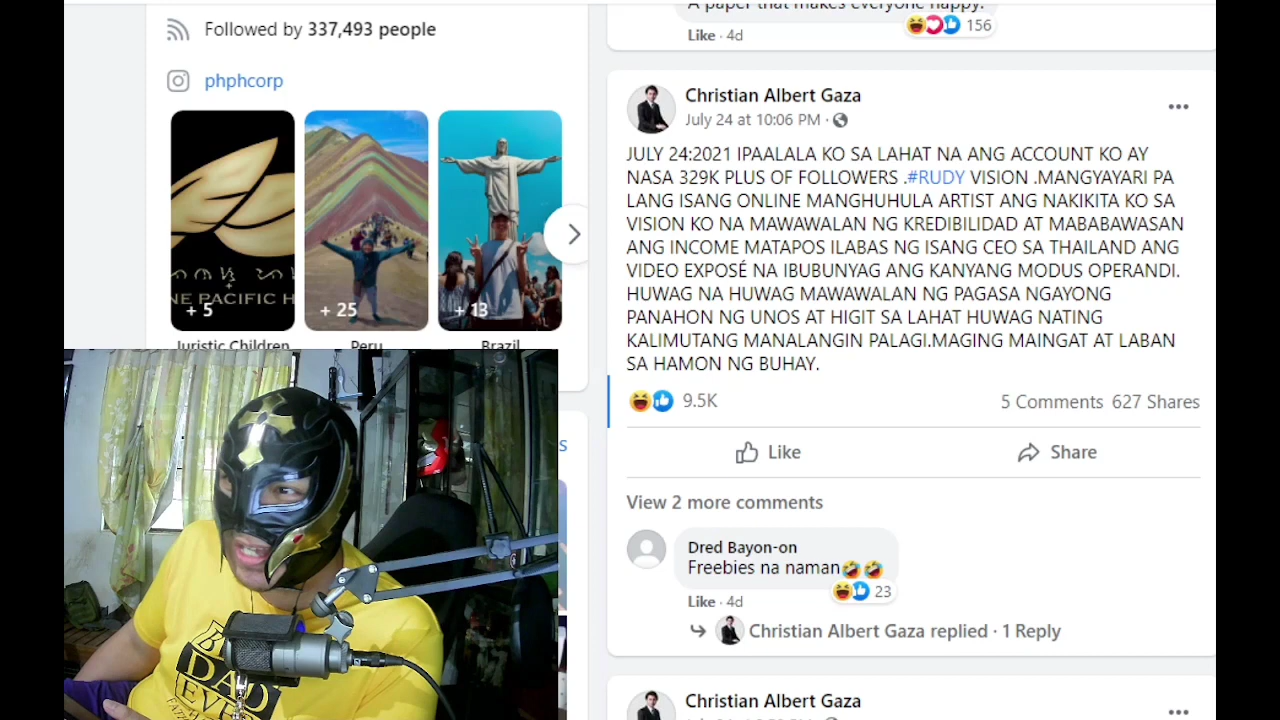 Followed by 337,493 people
phphcorp
NE PACIFIC H
+ 5
+ 25
+ 13
Juristic Children
Peru
Brazil
A paper that makes everyone happy.
Like · 4d
156
Christian Albert Gaza
July 24 at 10:06 PM ·
JULY 24:2021 IPAALALA KO SA LAHAT NA ANG ACCOUNT KO AY
NASA 329K PLUS OF FOLLOWERS .#RUDY VISION .MANGYAYARI PA
LANG ISANG ONLINE MANGHUHULA ARTIST ANG NAKIKITA KO SA
VISION KO NA MAWAWALAN NG KREDIBILIDAD AT MABABAWASAN
ANG INCOME MATAPOS ILABAS NG ISANG CEO SA THAILAND ANG
VIDEO EXPOSÉ NA IBUBUNYAG ANG KANYANG MODUS OPERANDI.
HUWAG NA HUWAG MAWAWALAN NG PAGASA NGAYONG
PANAHON NG UNOS AT HIGIT SA LAHAT HUWAG NATING
KALIMUTANG MANALANGIN PALAGI.MAGING MAINGAT AT LABAN
SA HAMON NG BUHAY.
9.5K
5 Comments 627 Shares
Like
Share
View 2 more comments
Dred Bayon-on
Freebies na naman🤣🤣
23
Like · 4d
Christian Albert Gaza replied · 1 Reply
Christian Albert Gaza
DAD